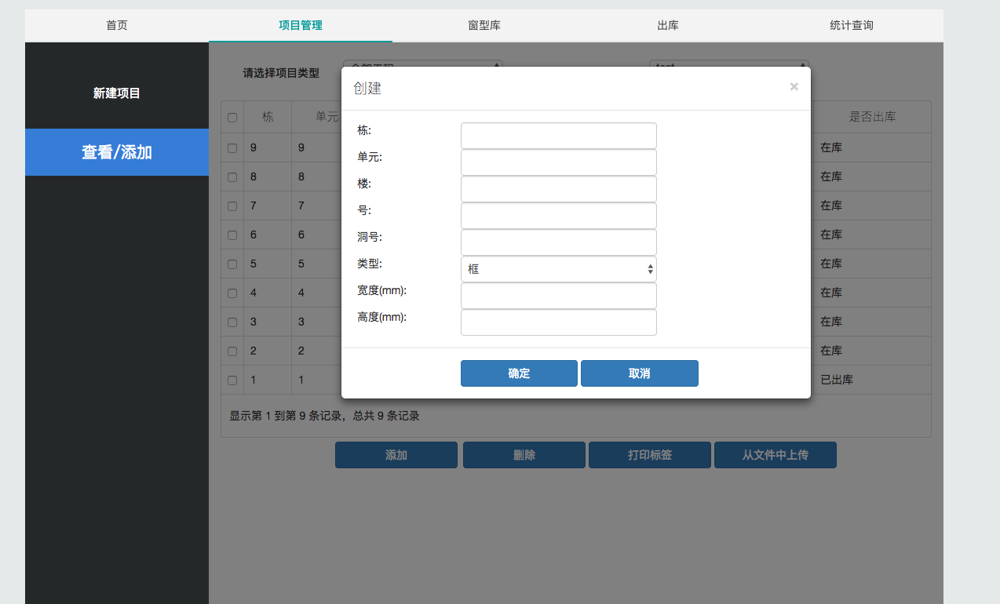 首页 项目管理 窗型库 出库 统计查询
新建项目
查看/添加
请选择项目类型
创建 ×
栋 单元 是否出库
栋:
单元:
楼:
号:
洞号:
类型: 框
宽度(mm):
高度(mm):
确定 取消
9 9 在库
8 8 在库
7 7 在库
6 6 在库
5 5 在库
4 4 在库
3 3 在库
2 2 在库
1 1 已出库
显示第 1 到第 9 条记录，总共 9 条记录
添加 删除 打印标签 从文件中上传